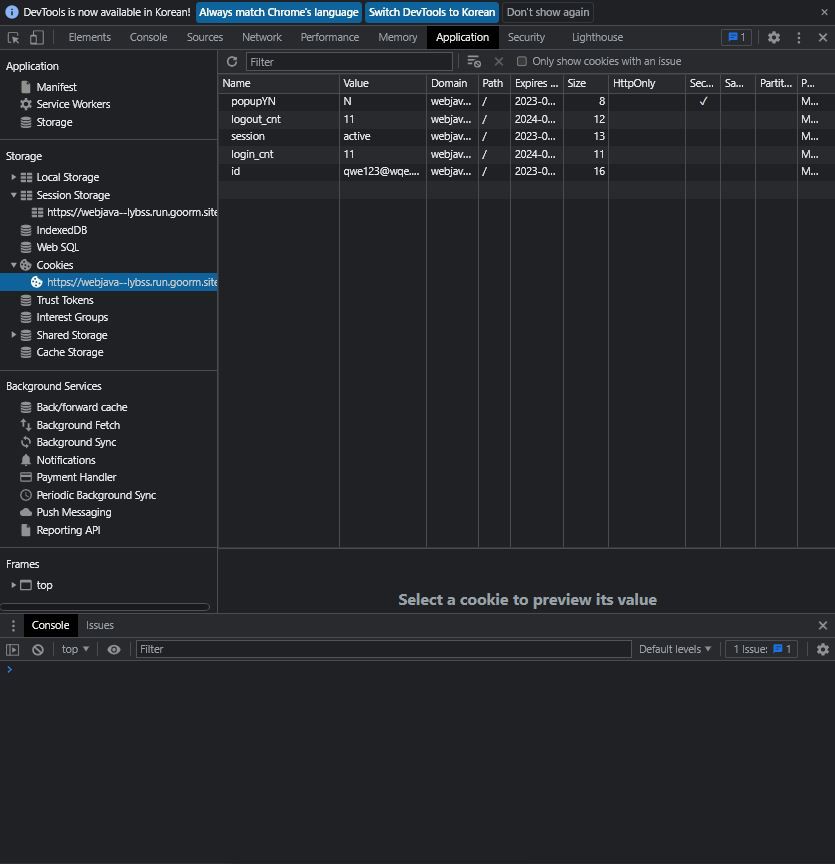 DevTools is now available in Korean! Always match Chrome's language Switch DevTools to Korean Don't show again
Elements Console Sources Network Performance Memory Application Security Lighthouse 1
Application
Manifest
Service Workers
Storage
Storage
Local Storage
Session Storage
https://webjava--lybss.run.goorm.site
IndexedDB
Web SQL
Cookies
https://webjava--lybss.run.goorm.site
Trust Tokens
Interest Groups
Shared Storage
Cache Storage
Background Services
Back/forward cache
Background Fetch
Background Sync
Notifications
Payment Handler
Periodic Background Sync
Push Messaging
Reporting API
Frames
top
Filter Only show cookies with an issue
Name Value Domain Path Expires ... Size HttpOnly Sec... Sa... Partit... P...
popupYN N webjav... / 2023-0... 8 ✓ M...
logout_cnt 11 webjav... / 2024-0... 12 M...
session active webjav... / 2023-0... 13 M...
login_cnt 11 webjav... / 2024-0... 11 M...
id qwe123@wqe.... webjav... / 2023-0... 16 M...
Select a cookie to preview its value
Console Issues
top Filter Default levels 1 Issue: 1